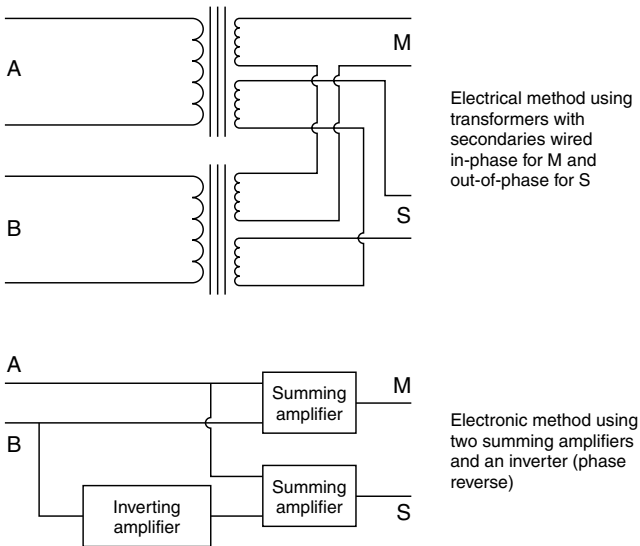 A
M
Electrical method using
transformers with
secondaries wired
in-phase for M and
out-of-phase for S
B
S
A
M
Summing
amplifier
B
Electronic method using
two summing amplifiers
and an inverter (phase
reverse)
Inverting
amplifier
Summing
amplifier
S